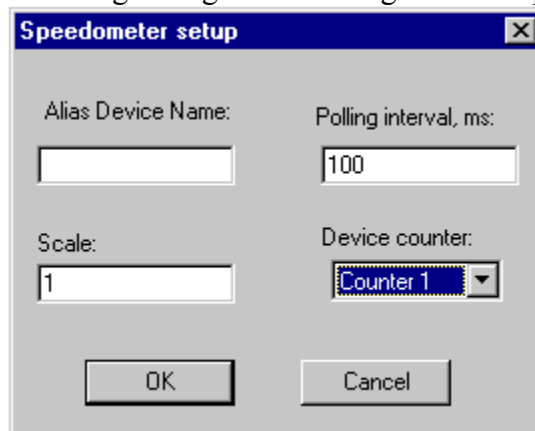 Speedometer setup
Alias Device Name:
Polling interval, ms:
100
Scale:
Device counter:
1
Counter 1
OK
Cancel